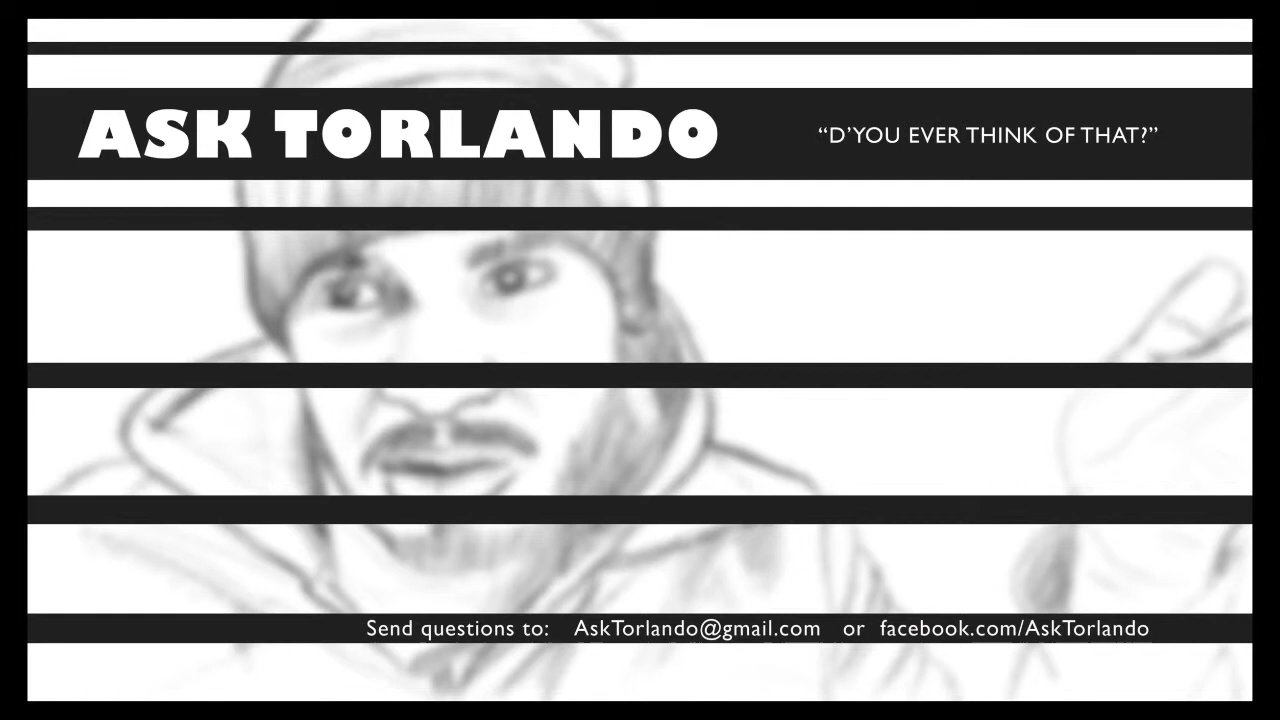 ASK TORLANDO “D’YOU EVER THINK OF THAT?”
Send questions to: AskTorlando@gmail.com or facebook.com/AskTorlando